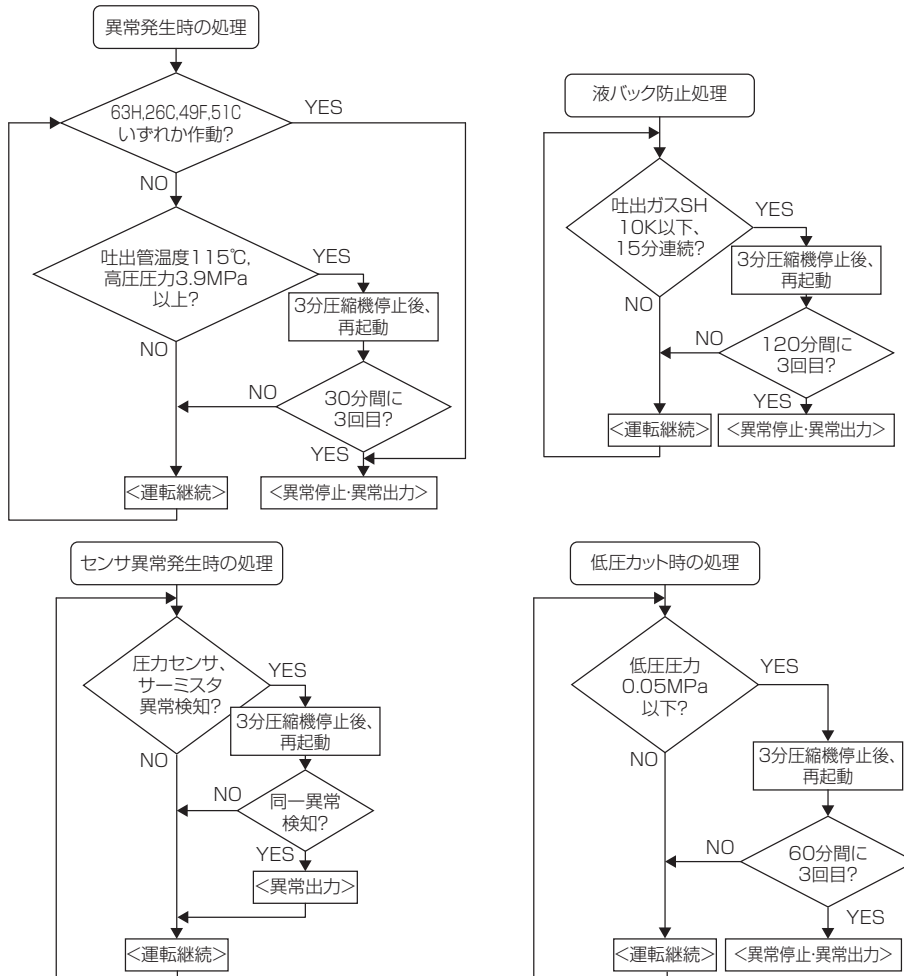 異常発生時の処理
63H,26C,49F,51C
いずれか作動?
YES
NO
吐出管温度115℃,
高圧圧力3.9MPa
以上?
YES
NO
3分圧縮機停止後、
再起動
30分間に
3回目?
NO
YES
<運転継続>
<異常停止・異常出力>
液バック防止処理
吐出ガスSH
10K以下、
15分連続?
YES
NO
3分圧縮機停止後、
再起動
120分間に
3回目?
NO
YES
<運転継続>
<異常停止・異常出力>
センサ異常発生時の処理
圧力センサ、
サーミスタ
異常検知?
YES
NO
3分圧縮機停止後、
再起動
同一異常
検知?
NO
YES
<異常出力>
<運転継続>
低圧カット時の処理
低圧圧力
0.05MPa
以下?
YES
NO
3分圧縮機停止後、
再起動
60分間に
3回目?
NO
YES
<運転継続>
<異常停止・異常出力>